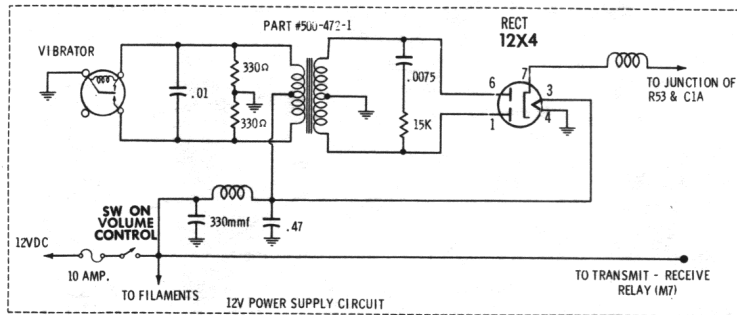 PART #500-472-1
RECT
12X4
VIBRATOR
330Ω
.01
330Ω
.0075
15K
6
7
3
1
4
TO JUNCTION OF
R53 & C1A
SW ON
VOLUME
CONTROL
330mmf
.47
12VDC
10 AMP.
TO FILAMENTS
12V POWER SUPPLY CIRCUIT
TO TRANSMIT - RECEIVE
RELAY (M7)